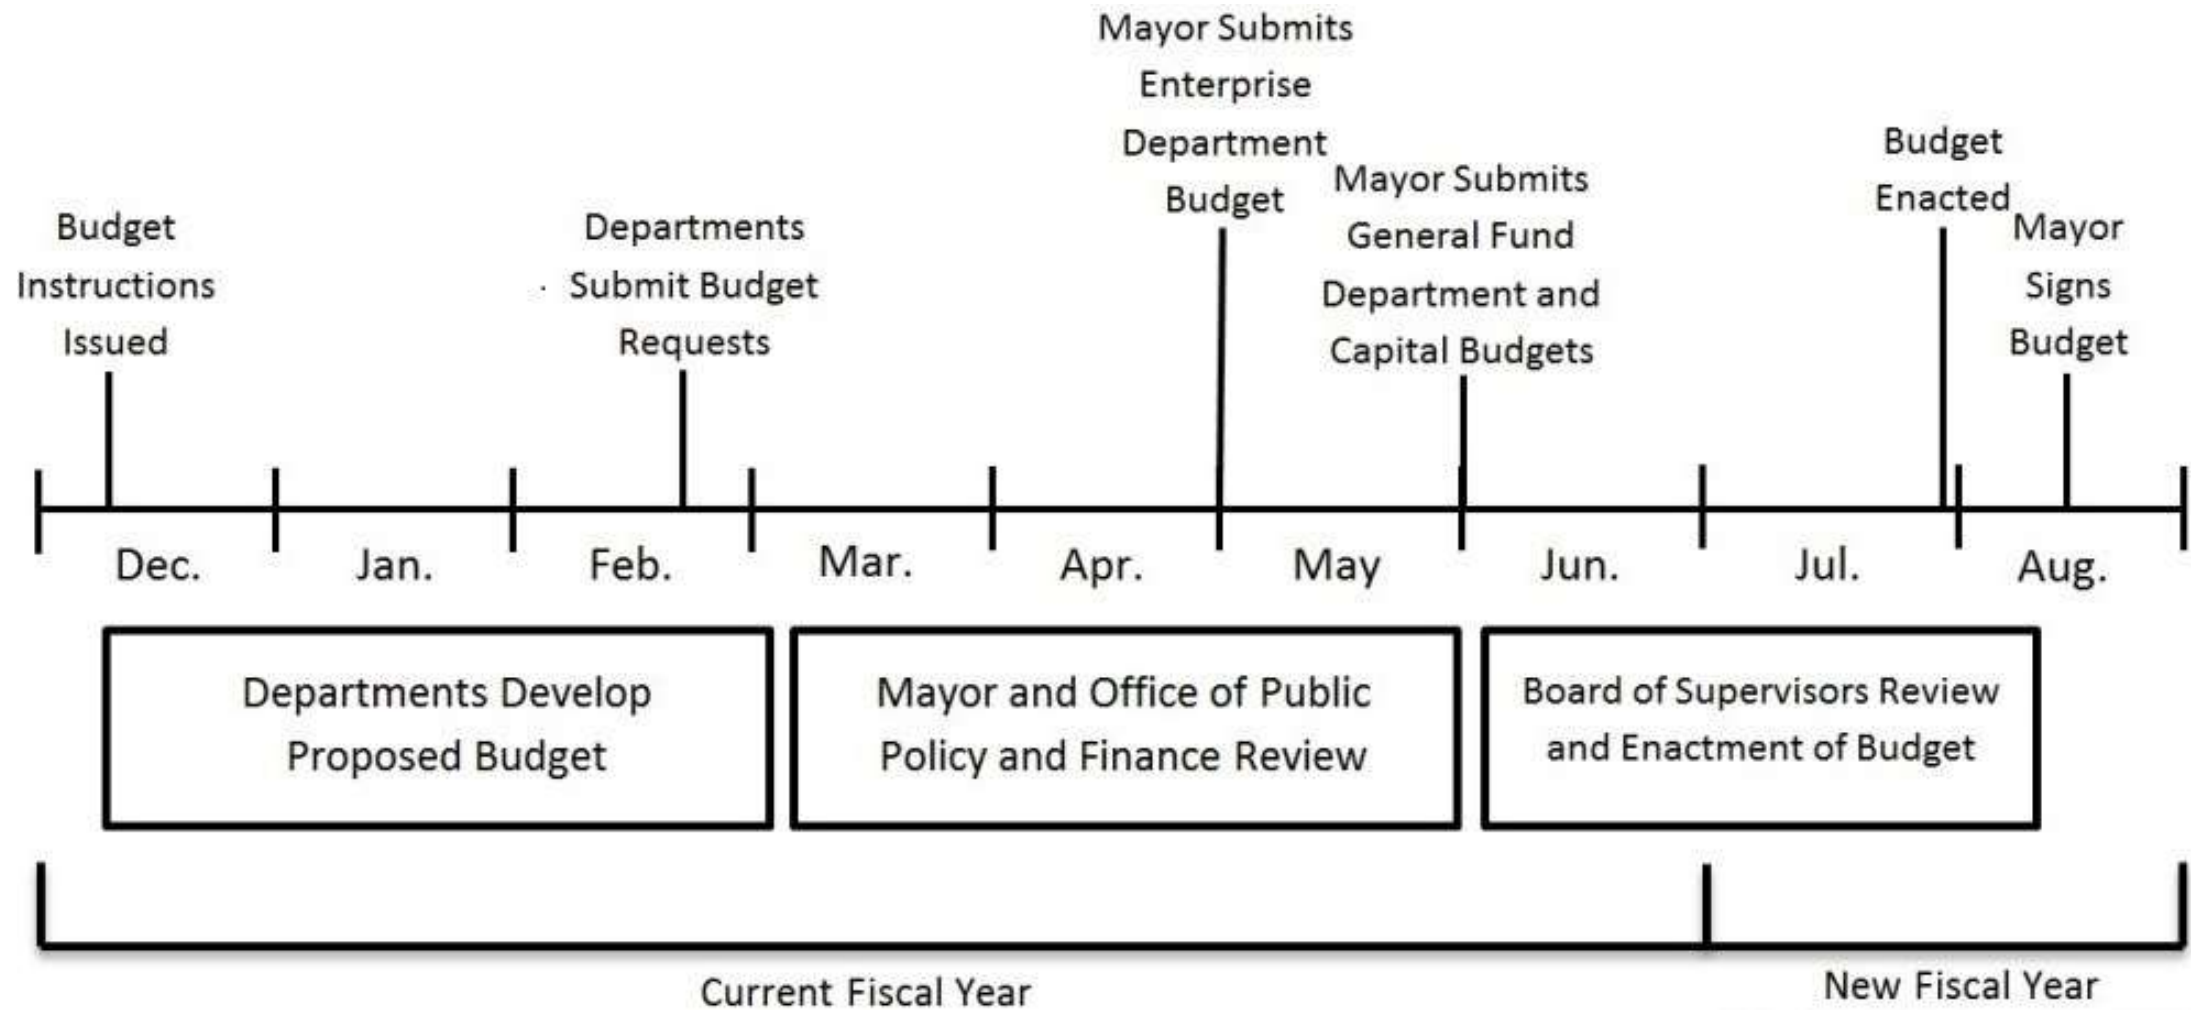 Budget
Instructions
Issued
Departments
Submit Budget
Requests
Mayor Submits
Enterprise
Department
Budget
Mayor Submits
General Fund
Department and
Capital Budgets
Budget
Enacted
Mayor
Signs
Budget
Dec. Jan. Feb. Mar. Apr. May Jun. Jul. Aug.
Departments Develop
Proposed Budget
Mayor and Office of Public
Policy and Finance Review
Board of Supervisors Review
and Enactment of Budget
Current Fiscal Year
New Fiscal Year